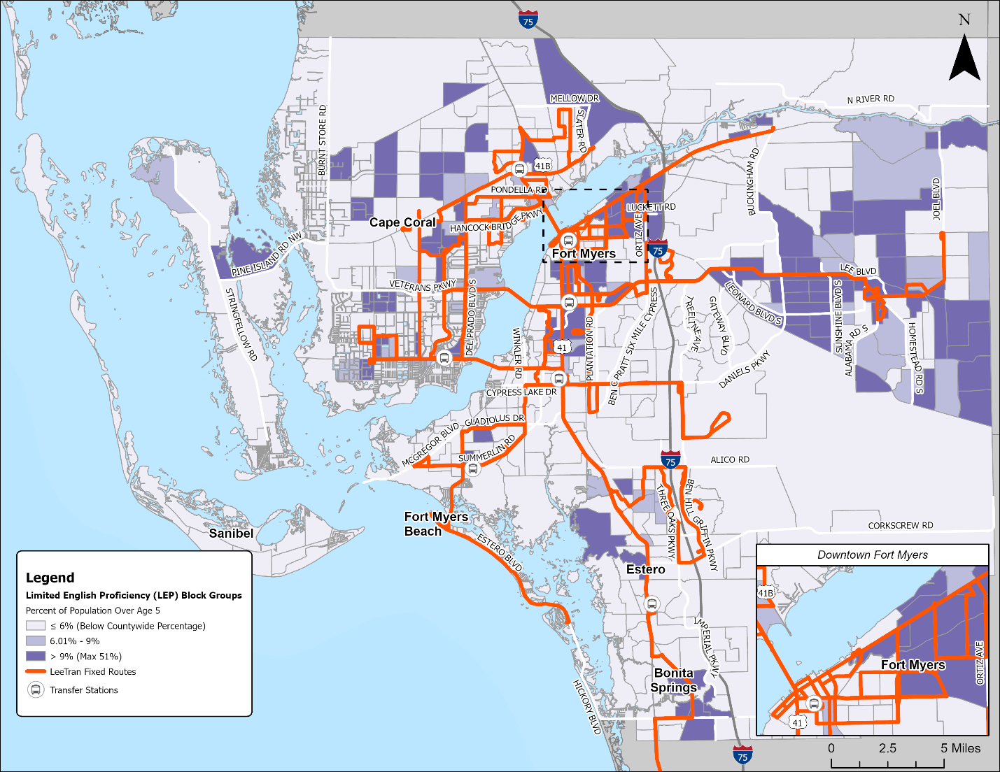 75
N
MELLOW DR
N RIVER RD
SLATER RD
BURNT STORE RD
BUCKINGHAM RD
41B
PONDELLA RD
LUCKETT RD
JOEL BLVD
Cape Coral
HANCOCK BRIDGE PKWY
ORTIZ AVE
PINE ISLAND RD NW
Fort Myers
75
LEE BLVD
VETERANS PKWY
DEL PRADO BLVD S
STRINGFELLOW RD
LEONARD BLVD S
SUNSHINE BLVD S
TREELINE AVE
GATEWAY BLVD
WINKLER RD
PLANTATION RD
BEN C PRATT SIX MILE CYPRESS
41
ALABAMA RD S
HOMESTEAD RD S
DANIELS PKWY
CYPRESS LAKE DR
GLADIOLUS DR
MCGREGOR BLVD
SUMMERLIN RD
75
ALICO RD
THREE OAKS PKWY
BEN HILL GRIFFIN PKWY
Fort Myers
Beach
CORKSCREW RD
Sanibel
ESTERO BLVD
Estero
IMPERIAL PKWY
Bonita
Springs
HICKORY BLVD
75
Legend
Limited English Proficiency (LEP) Block Groups
Percent of Population Over Age 5
≤ 6% (Below Countywide Percentage)
6.01% - 9%
> 9% (Max 51%)
LeeTran Fixed Routes
Transfer Stations
Downtown Fort Myers
41B
Fort Myers
ORTIZ AVE
41
0 2.5 5 Miles